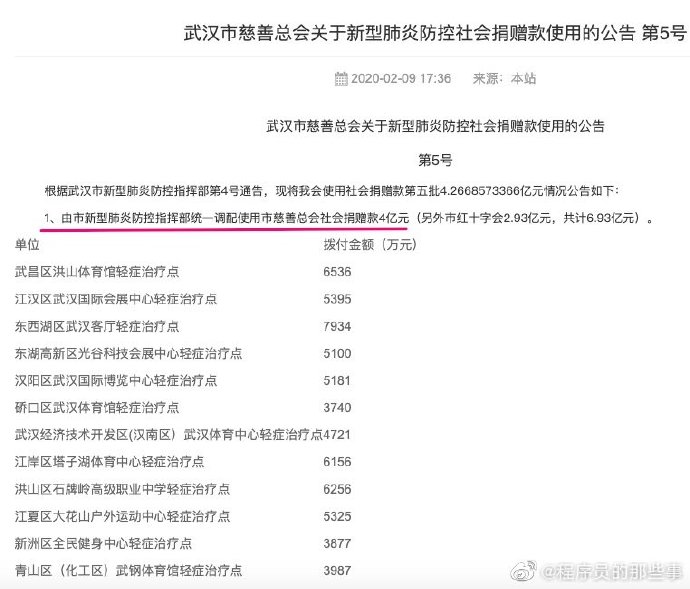 武汉市慈善总会关于新型肺炎防控社会捐赠款使用的公告 第5号
2020-02-09 17:36 来源：本站
武汉市慈善总会关于新型肺炎防控社会捐赠款使用的公告
第5号
根据武汉市新型肺炎防控指挥部第4号通告，现将我会使用社会捐赠款第五批4.2668573366亿元情况公告如下：
1、由市新型肺炎防控指挥部统一调配使用市慈善总会社会捐赠款4亿元（另外市红十字会2.93亿元，共计6.93亿元）。
单位 拨付金额（万元）
武昌区洪山体育馆轻症治疗点 6536
江汉区武汉国际会展中心轻症治疗点 5395
东西湖区武汉客厅轻症治疗点 7934
东湖高新区光谷科技会展中心轻症治疗点 5100
汉阳区武汉国际博览中心轻症治疗点 5181
硚口区武汉体育馆轻症治疗点 3740
武汉经济技术开发区(汉南区）武汉体育中心轻症治疗点4721
江岸区塔子湖体育中心轻症治疗点 6156
洪山区石牌岭高级职业中学轻症治疗点 6256
江夏区大花山户外运动中心轻症治疗点 5325
新洲区全民健身中心轻症治疗点 3877
青山区（化工区）武钢体育馆轻症治疗点 3987
@程序员的那些事